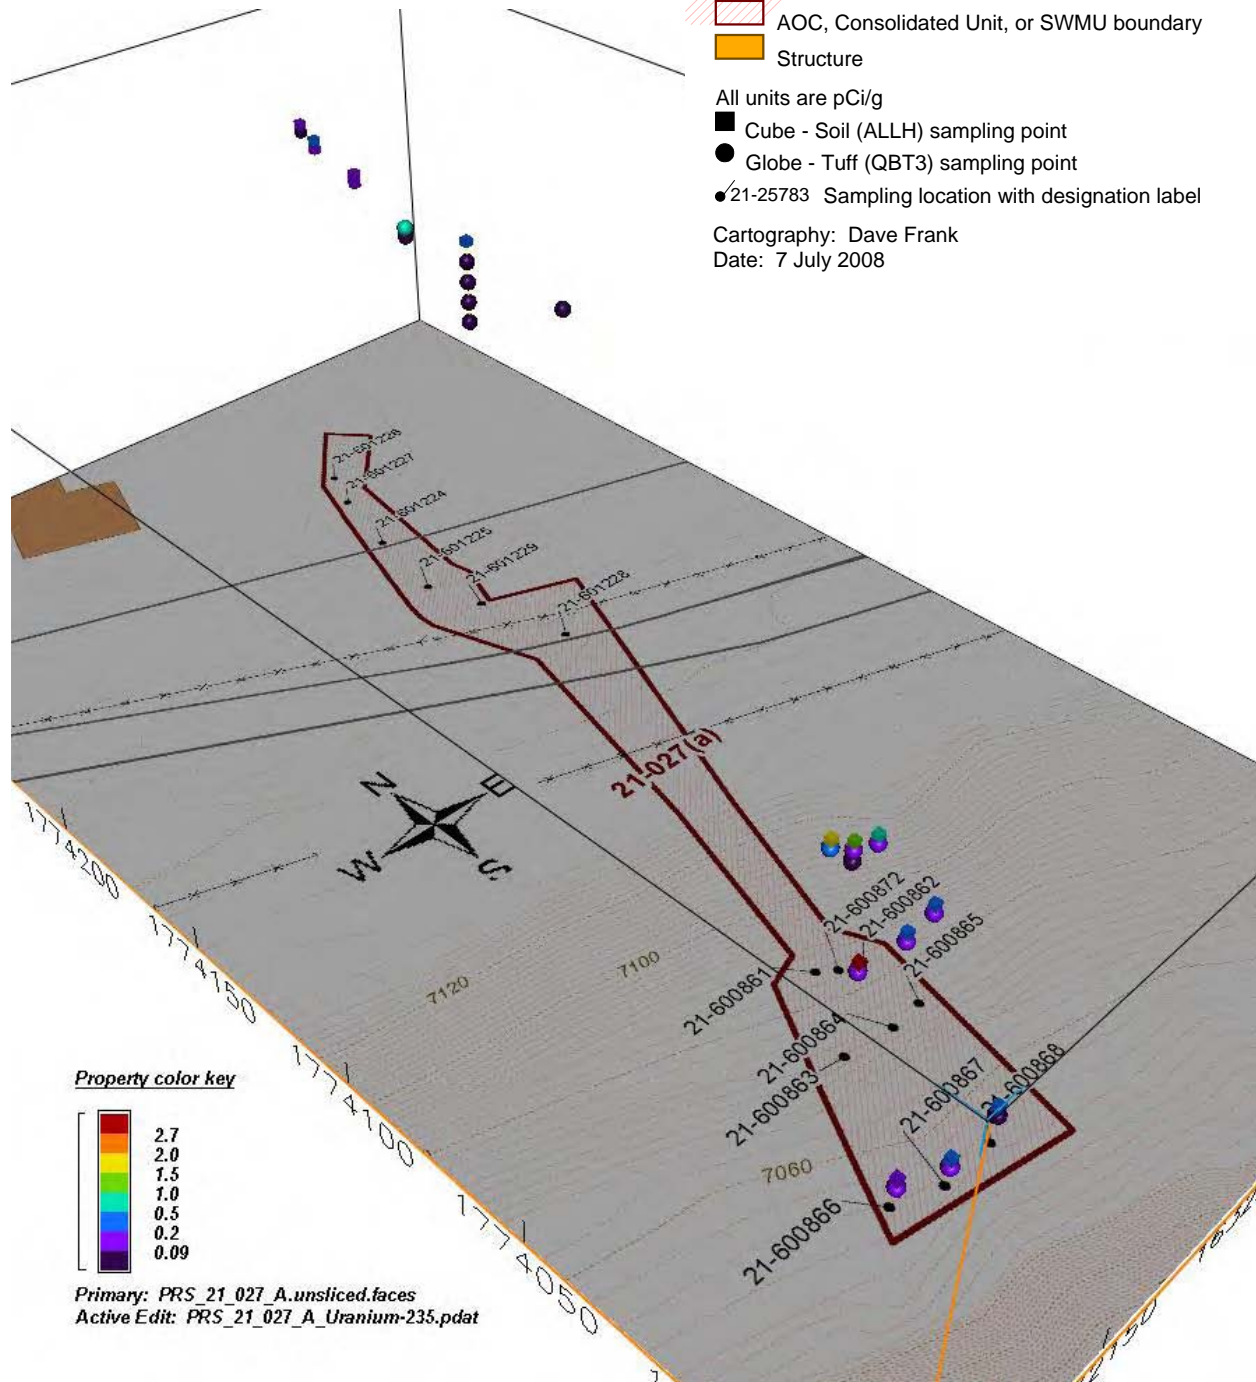 AOC, Consolidated Unit, or SWMU boundary
Structure
All units are pCi/g
Cube - Soil (ALLH) sampling point
Globe - Tuff (QBT3) sampling point
21-25783 Sampling location with designation label
Cartography: Dave Frank
Date: 7 July 2008
21-601226
21-601227
21-601224
21-601225
21-601229
21-601228
21-027(a)
N
E
W
S
1774200
1774150
1774100
1774050
7120
7100
7060
21-600872
21-600862
21-600865
21-600861
21-600864
21-600863
21-600867
21-600868
21-600866
Property color key
2.7
2.0
1.5
1.0
0.5
0.2
0.09
Primary: PRS_21_027_A.unsliced.faces
Active Edit: PRS_21_027_A_Uranium-235.pdat